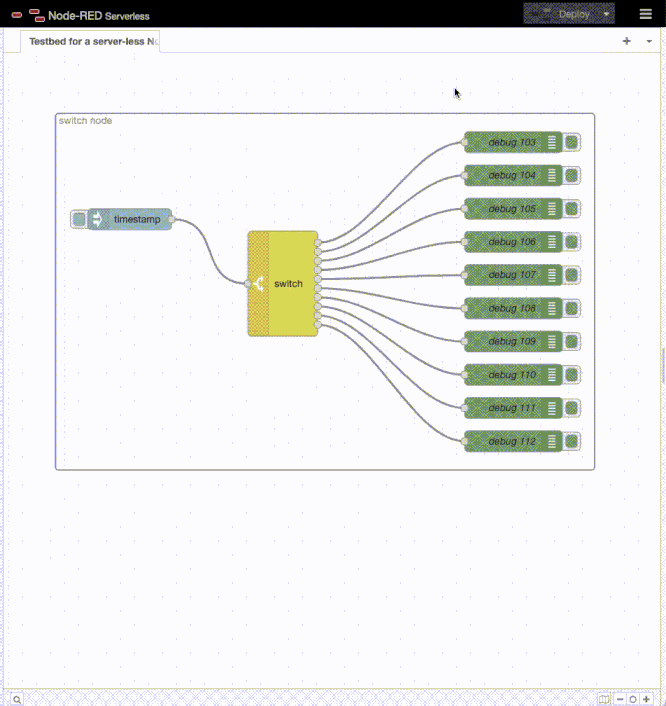 Node-RED Serverless
Deploy
Testbed for a server-less N
switch node
debug 103
debug 104
debug 105
timestamp
debug 106
debug 107
switch
debug 108
debug 109
debug 110
debug 111
debug 112